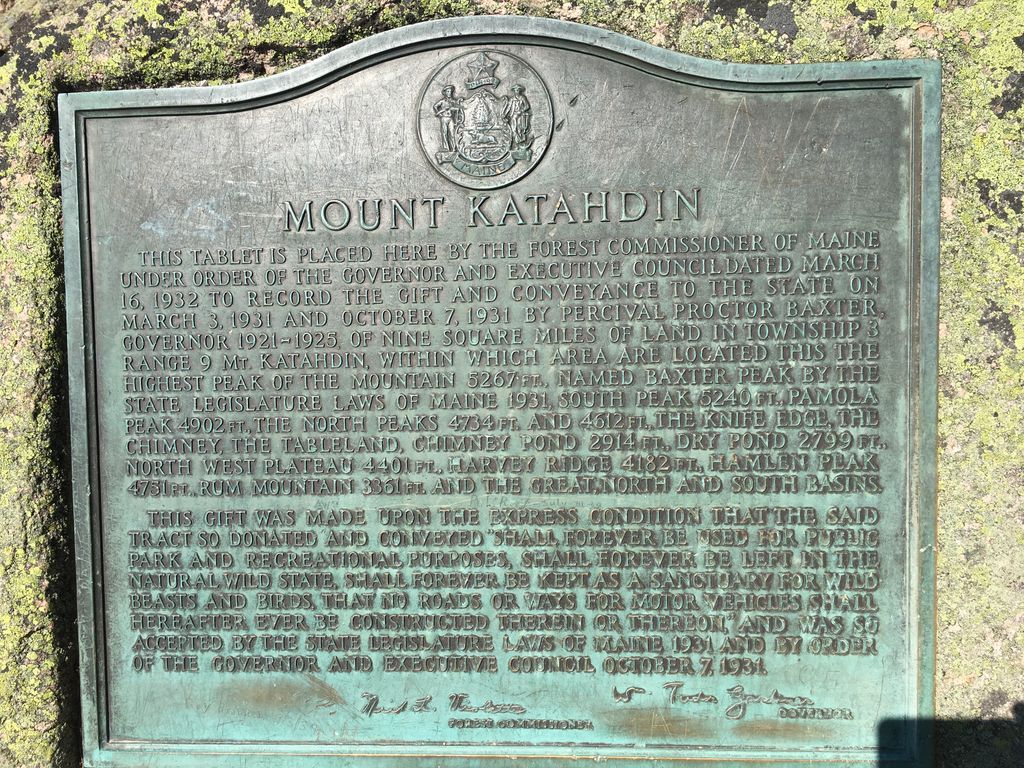 MAINE
MOUNT KATAHDIN
THIS TABLET IS PLACED HERE BY THE FOREST COMMISSIONER OF MAINE
UNDER ORDER OF THE GOVERNOR AND EXECUTIVE COUNCIL DATED MARCH
16, 1932 TO RECORD THE GIFT AND CONVEYANCE TO THE STATE ON
MARCH 3, 1931 AND OCTOBER 7, 1931 BY PERCIVAL PROCTOR BAXTER,
GOVERNOR 1921-1925, OF NINE SQUARE MILES OF LAND IN TOWNSHIP 3
RANGE 9 MT. KATAHDIN, WITHIN WHICH AREA ARE LOCATED THIS THE
HIGHEST PEAK OF THE MOUNTAIN 5267 FT., NAMED BAXTER PEAK BY THE
STATE LEGISLATURE LAWS OF MAINE 1931, SOUTH PEAK 5240 FT., PAMOLA
PEAK 4902 FT., THE NORTH PEAKS 4734 FT. AND 4612 FT., THE KNIFE EDGE, THE
CHIMNEY, THE TABLELAND, CHIMNEY POND 2914 FT., DRY POND 2799 FT.,
NORTH WEST PLATEAU 4401 FT., HARVEY RIDGE 4182 FT., HAMLEN PEAK
4751 FT., RUM MOUNTAIN 3361 FT. AND THE GREAT, NORTH AND SOUTH BASINS.
THIS GIFT WAS MADE UPON THE EXPRESS CONDITION THAT THE SAID
TRACT SO DONATED AND CONVEYED "SHALL FOREVER BE USED FOR PUBLIC
PARK AND RECREATIONAL PURPOSES, SHALL FOREVER BE LEFT IN THE
NATURAL WILD STATE, SHALL FOREVER BE KEPT AS A SANCTUARY FOR WILD
BEASTS AND BIRDS, THAT NO ROADS OR WAYS FOR MOTOR VEHICLES SHALL
HEREAFTER EVER BE CONSTRUCTED THEREIN OR THEREON," AND WAS SO
ACCEPTED BY THE STATE LEGISLATURE LAWS OF MAINE 1931 AND BY ORDER
OF THE GOVERNOR AND EXECUTIVE COUNCIL OCTOBER 7, 1931.
Wm Tudor Gardiner
FOREST COMMISSIONER.
GOVERNOR